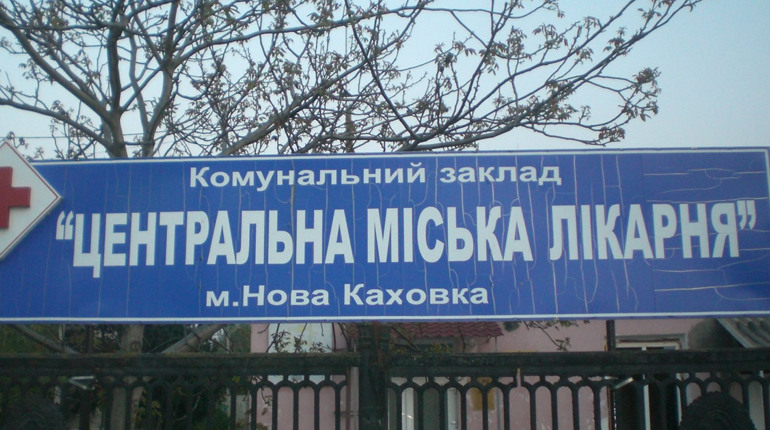 Комунальний заклад
“ЦЕНТРАЛЬНА МІСЬКА ЛІКАРНЯ”
м.Нова Каховка